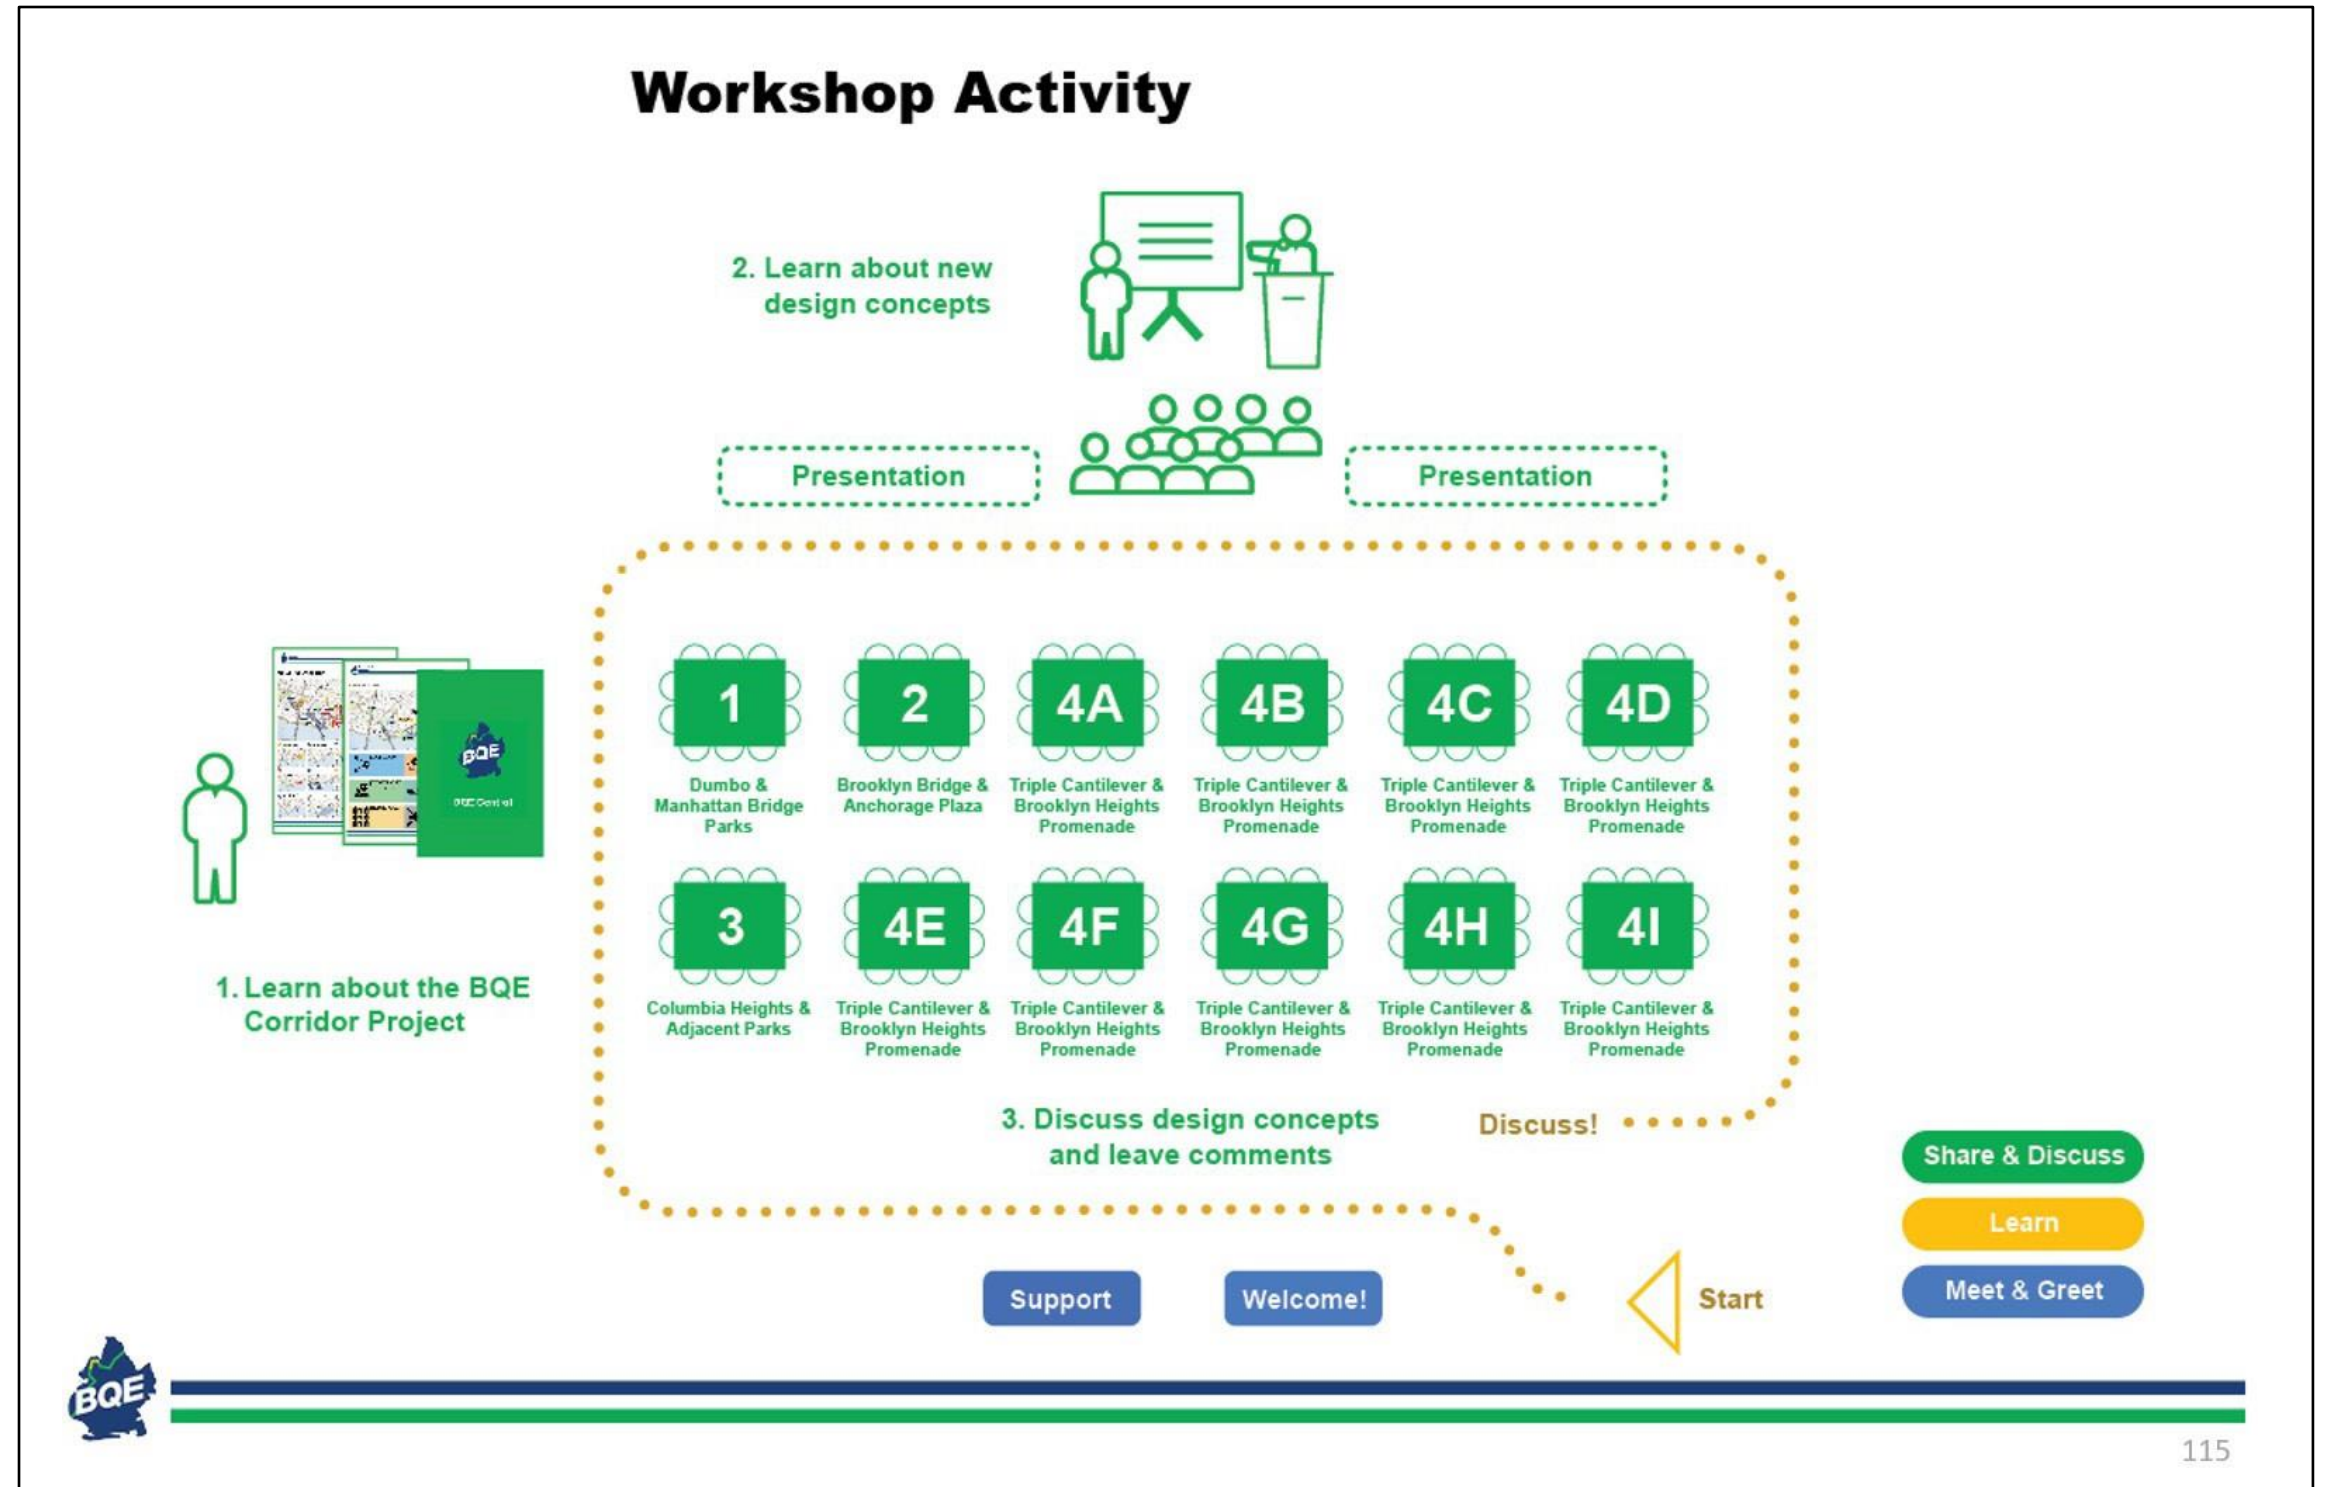 Workshop Activity
2. Learn about new
design concepts
Presentation
Presentation
1
2
4A
4B
4C
4D
Dumbo &
Manhattan Bridge
Parks
Brooklyn Bridge &
Anchorage Plaza
Triple Cantilever &
Brooklyn Heights
Promenade
Triple Cantilever &
Brooklyn Heights
Promenade
Triple Cantilever &
Brooklyn Heights
Promenade
Triple Cantilever &
Brooklyn Heights
Promenade
BQE
BQE Central
1. Learn about the BQE
Corridor Project
3
4E
4F
4G
4H
4I
Columbia Heights &
Adjacent Parks
Triple Cantilever &
Brooklyn Heights
Promenade
Triple Cantilever &
Brooklyn Heights
Promenade
Triple Cantilever &
Brooklyn Heights
Promenade
Triple Cantilever &
Brooklyn Heights
Promenade
Triple Cantilever &
Brooklyn Heights
Promenade
3. Discuss design concepts
and leave comments
Discuss!
Share & Discuss
Learn
Meet & Greet
Support
Welcome!
Start
BQE
115